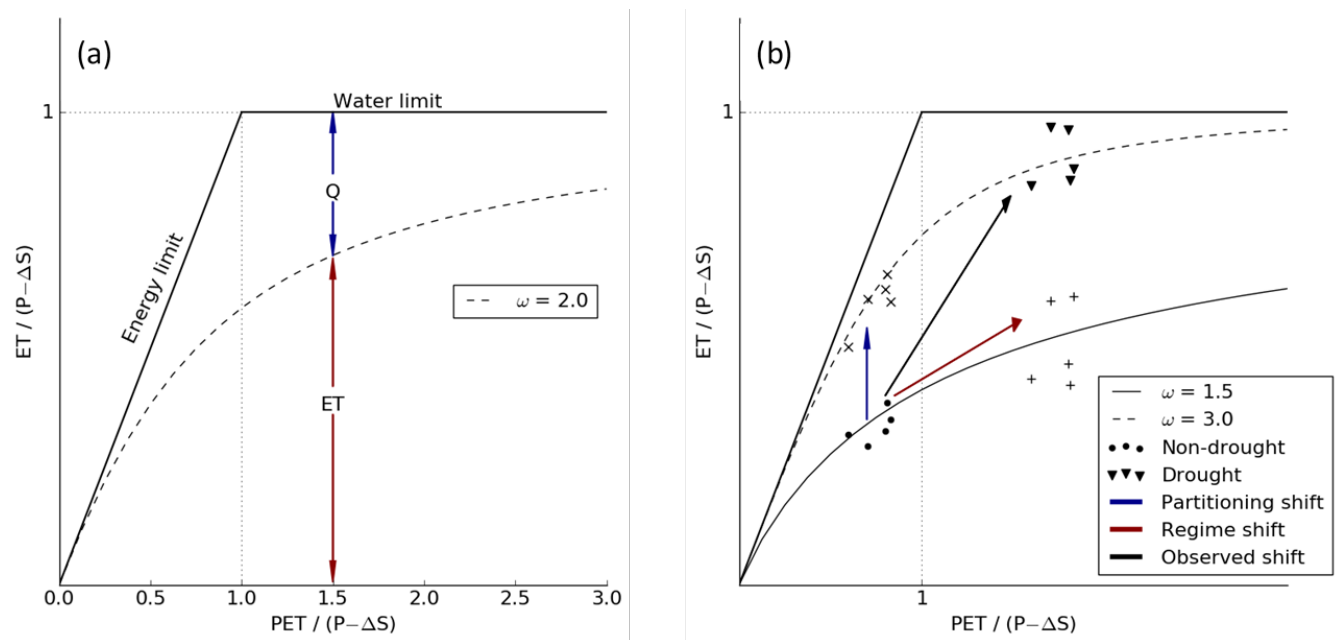 (a)
1
Water limit
Q
Energy limit
ET / (P−ΔS)
ω = 2.0
ET
0.0 0.5 1.0 1.5 2.0 2.5 3.0
PET / (P−ΔS)
(b)
1
ET / (P−ΔS)
ω = 1.5
ω = 3.0
Non-drought
Drought
Partitioning shift
Regime shift
Observed shift
1
PET / (P−ΔS)